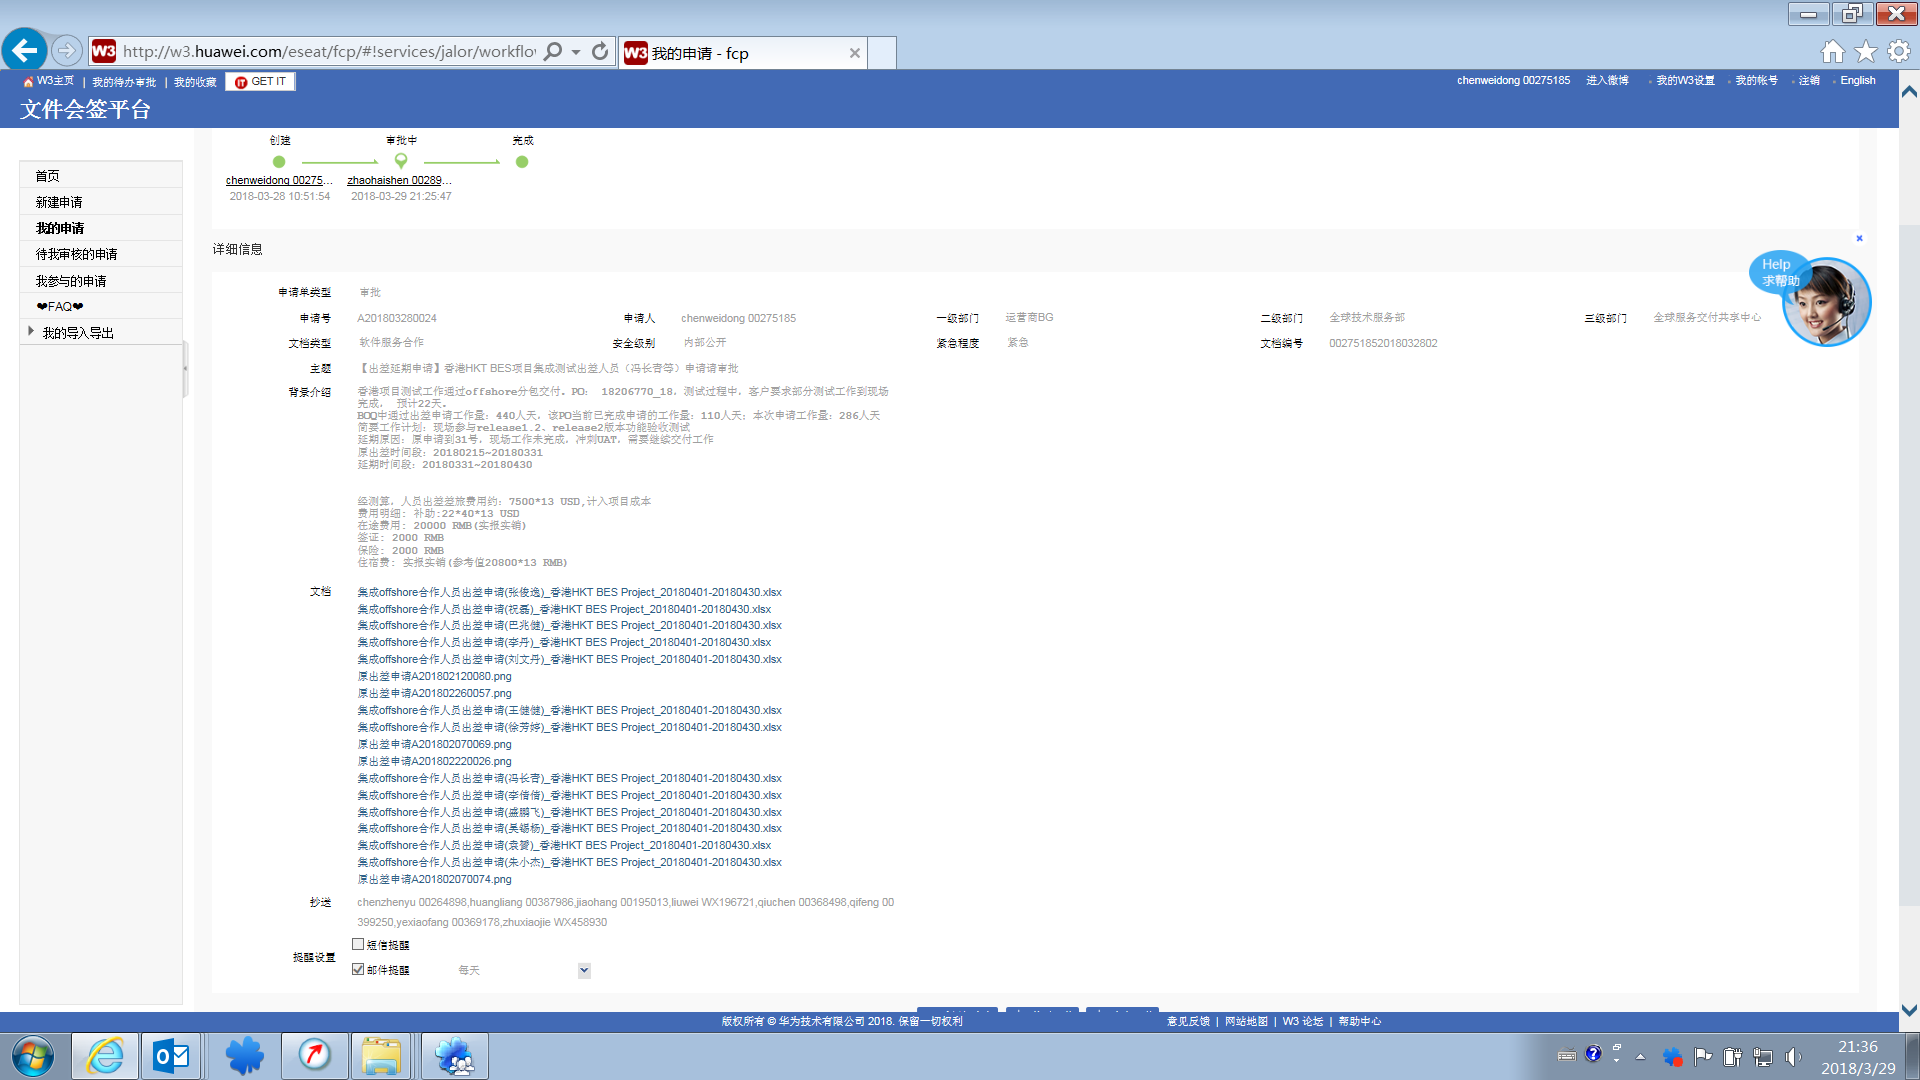 http://w3.huawei.com/eseat/fcp/#!services/jalor/workflow
W3 我的申请 - fcp
W3主页 | 我的待办审批 | 我的收藏 GET IT
chenweidong 00275185 进入微博 我的W3设置 我的帐号 注销 English
文件会签平台
首页
新建申请
我的申请
待我审核的申请
我参与的申请
❤FAQ❤
我的导入导出
创建 审批中 完成
chenweidong 00275... zhaohaishen 00289...
2018-03-28 10:51:54 2018-03-29 21:25:47
详细信息
Help
求帮助
申请单类型 审批
申请号 A201803280024 申请人 chenweidong 00275185 一级部门 运营商BG 二级部门 全球技术服务部 三级部门 全球服务交付共享中心
文档类型 软件服务合作 安全级别 内部公开 紧急程度 紧急 文档编号 002751852018032802
主题 【出差延期申请】香港HKT BES项目集成测试出差人员（冯长青等）申请请审批
背景介绍 香港项目测试工作通过offshore分包交付。PO： 18206770_18，测试过程中，客户要求部分测试工作到现场
完成， 预计22天。
BOQ中通过出差申请工作量：440人天，该PO当前已完成申请的工作量：110人天；本次申请工作量：286人天
简要工作计划：现场参与release1.2、release2版本功能验收测试
延期原因：原申请到31号，现场工作未完成，冲刺UAT，需要继续交付工作
原出差时间段：20180215~20180331
延期时间段：20180331~20180430
经测算，人员出差差旅费用约：7500*13 USD,计入项目成本
费用明细: 补助:22*40*13 USD
在途费用: 20000 RMB(实报实销)
签证: 2000 RMB
保险: 2000 RMB
住宿费: 实报实销(参考值20800*13 RMB)
文档 集成offshore合作人员出差申请(张俊逸)_香港HKT BES Project_20180401-20180430.xlsx
集成offshore合作人员出差申请(祝磊)_香港HKT BES Project_20180401-20180430.xlsx
集成offshore合作人员出差申请(巴兆健)_香港HKT BES Project_20180401-20180430.xlsx
集成offshore合作人员出差申请(李丹)_香港HKT BES Project_20180401-20180430.xlsx
集成offshore合作人员出差申请(刘文丹)_香港HKT BES Project_20180401-20180430.xlsx
原出差申请A201802120080.png
原出差申请A201802260057.png
集成offshore合作人员出差申请(王健健)_香港HKT BES Project_20180401-20180430.xlsx
集成offshore合作人员出差申请(徐芳婷)_香港HKT BES Project_20180401-20180430.xlsx
原出差申请A201802070069.png
原出差申请A201802220026.png
集成offshore合作人员出差申请(冯长青)_香港HKT BES Project_20180401-20180430.xlsx
集成offshore合作人员出差申请(李倩倩)_香港HKT BES Project_20180401-20180430.xlsx
集成offshore合作人员出差申请(盛鹏飞)_香港HKT BES Project_20180401-20180430.xlsx
集成offshore合作人员出差申请(吴锡杨)_香港HKT BES Project_20180401-20180430.xlsx
集成offshore合作人员出差申请(袁赟)_香港HKT BES Project_20180401-20180430.xlsx
集成offshore合作人员出差申请(朱小杰)_香港HKT BES Project_20180401-20180430.xlsx
原出差申请A201802070074.png
抄送 chenzhenyu 00264898,huangliang 00387986,jiaohang 00195013,liuwei WX196721,qiuchen 00368498,qifeng 00
399250,yexiaofang 00369178,zhuxiaojie WX458930
提醒设置 短信提醒
邮件提醒 每天
版权所有 © 华为技术有限公司 2018. 保留一切权利 意见反馈 | 网站地图 | W3 论坛 | 帮助中心
21:36
2018/3/29